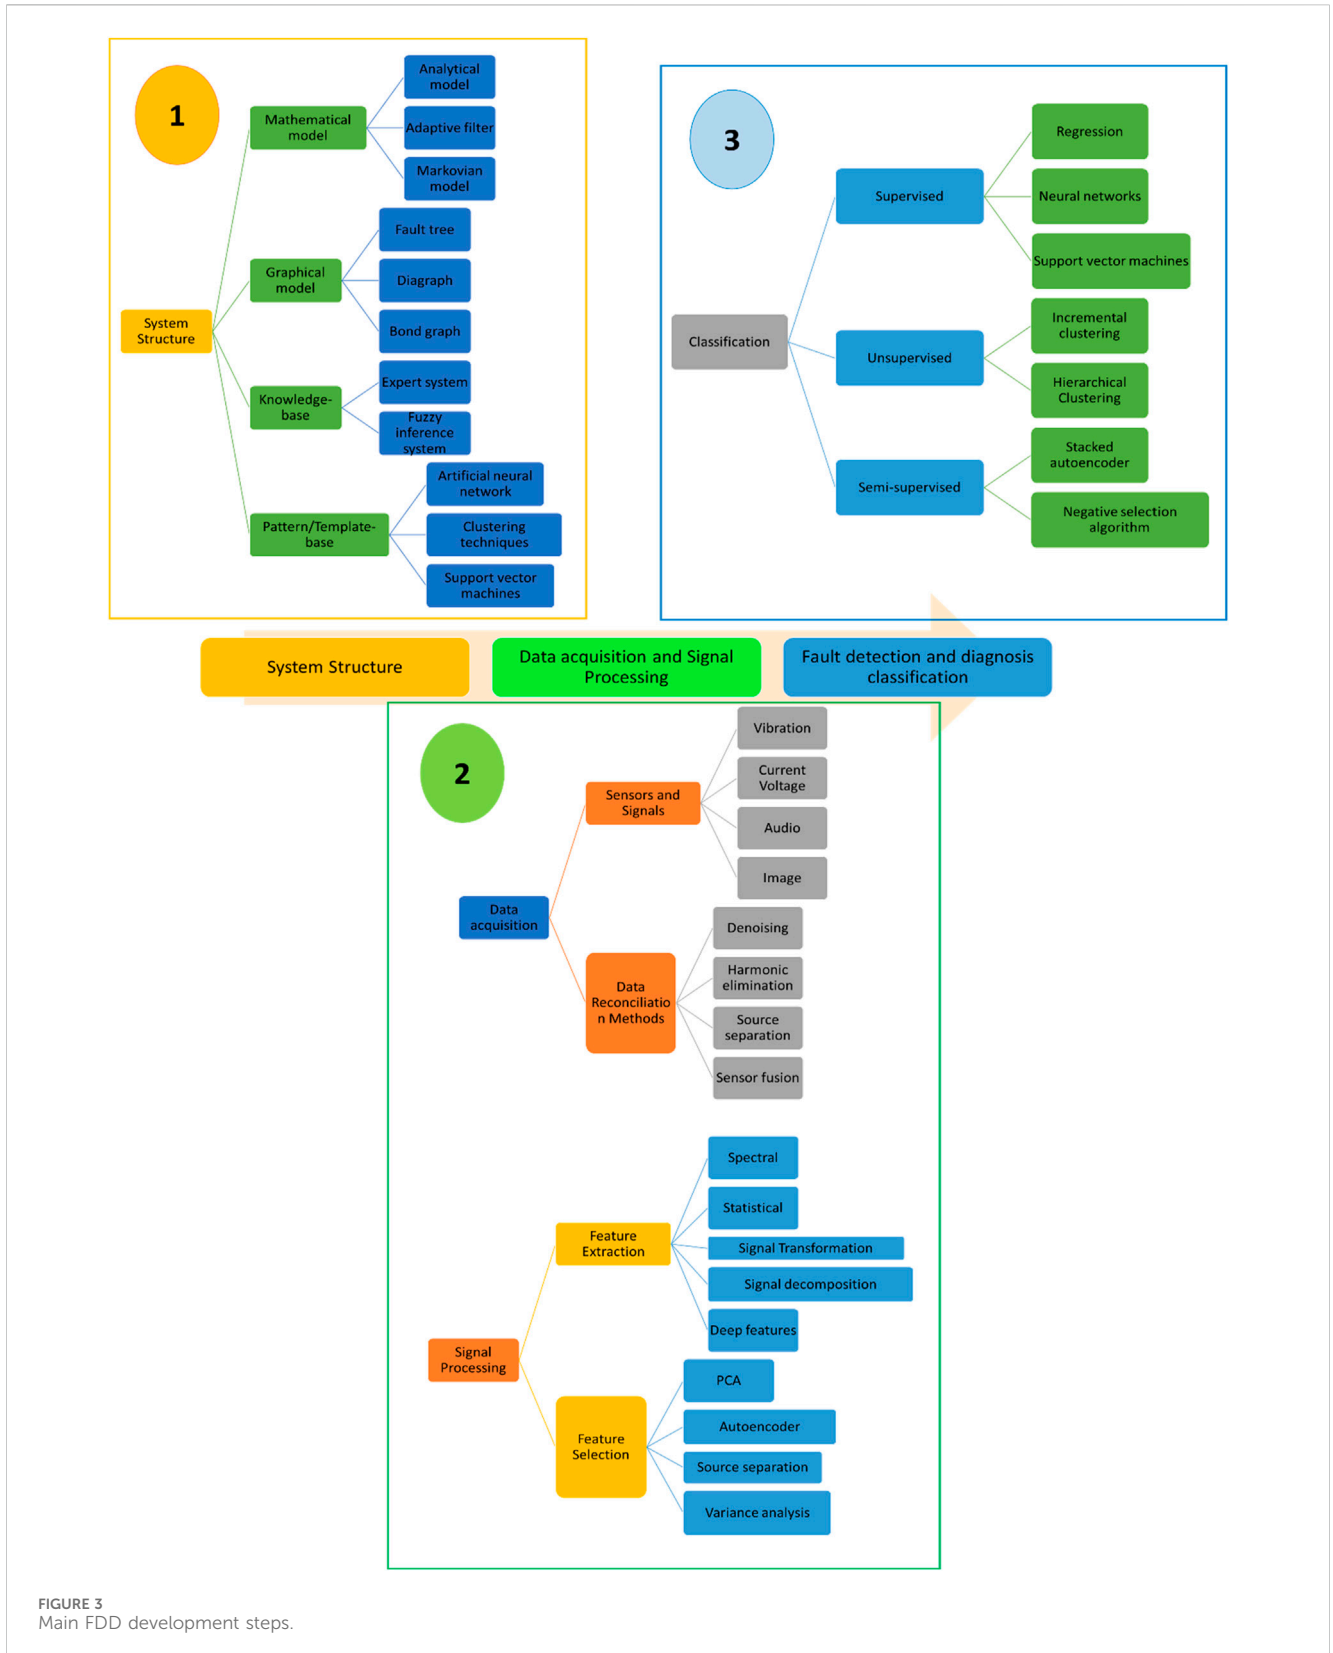 1
System
Structure
Mathematical
model
Analytical
model
Adaptive filter
Markovian
model
Graphical
model
Fault tree
Diagraph
Bond graph
Knowledge-
base
Expert system
Fuzzy
inference
system
Pattern/Template-
base
Artificial neural
network
Clustering
techniques
Support vector
machines
3
Classification
Supervised
Regression
Neural networks
Support vector machines
Unsupervised
Incremental
clustering
Hierarchical
Clustering
Semi-supervised
Stacked
autoencoder
Negative selection
algorithm
System Structure
Data acquisition and Signal
Processing
Fault detection and diagnosis
classification
2
Data
acquisition
Sensors and
Signals
Vibration
Current
Voltage
Audio
Image
Data
Reconciliatio
n Methods
Denoising
Harmonic
elimination
Source
separation
Sensor fusion
Signal
Processing
Feature
Extraction
Spectral
Statistical
Signal Transformation
Signal decomposition
Deep features
Feature
Selection
PCA
Autoencoder
Source separation
Variance analysis
FIGURE 3
Main FDD development steps.